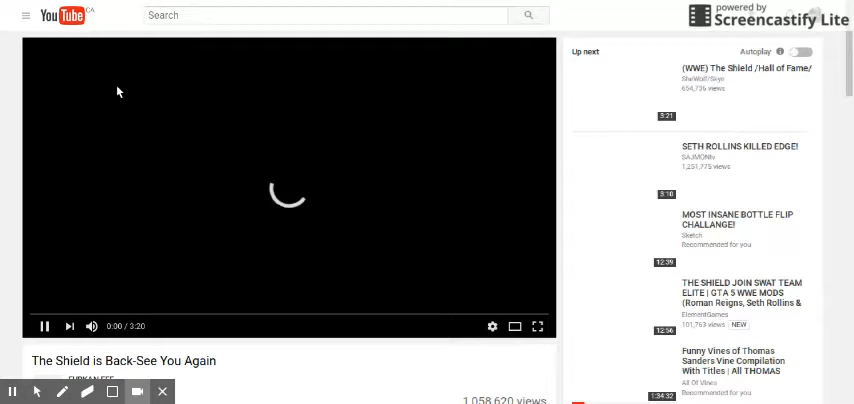 YouTube CA
Search
powered by
Screencastify Lite
Up next
Autoplay
(WWE) The Shield /Hall of Fame/
SheWolf/Skyr
654,736 views
3:21
SETH ROLLINS KILLED EDGE!
SAJMONtv
1,251,775 views
3:10
MOST INSANE BOTTLE FLIP
CHALLANGE!
Sketch
Recommended for you
12:39
THE SHIELD JOIN SWAT TEAM
ELITE | GTA 5 WWE MODS
(Roman Reigns, Seth Rollins &
ElementGames
101,763 views NEW
12:56
Funny Vines of Thomas
Sanders Vine Compilation
With Titles | All THOMAS
All Of Vines
Recommended for you
1:34:32
0:00 / 3:20
The Shield is Back-See You Again
FURKAN EFE
1,058,620 views